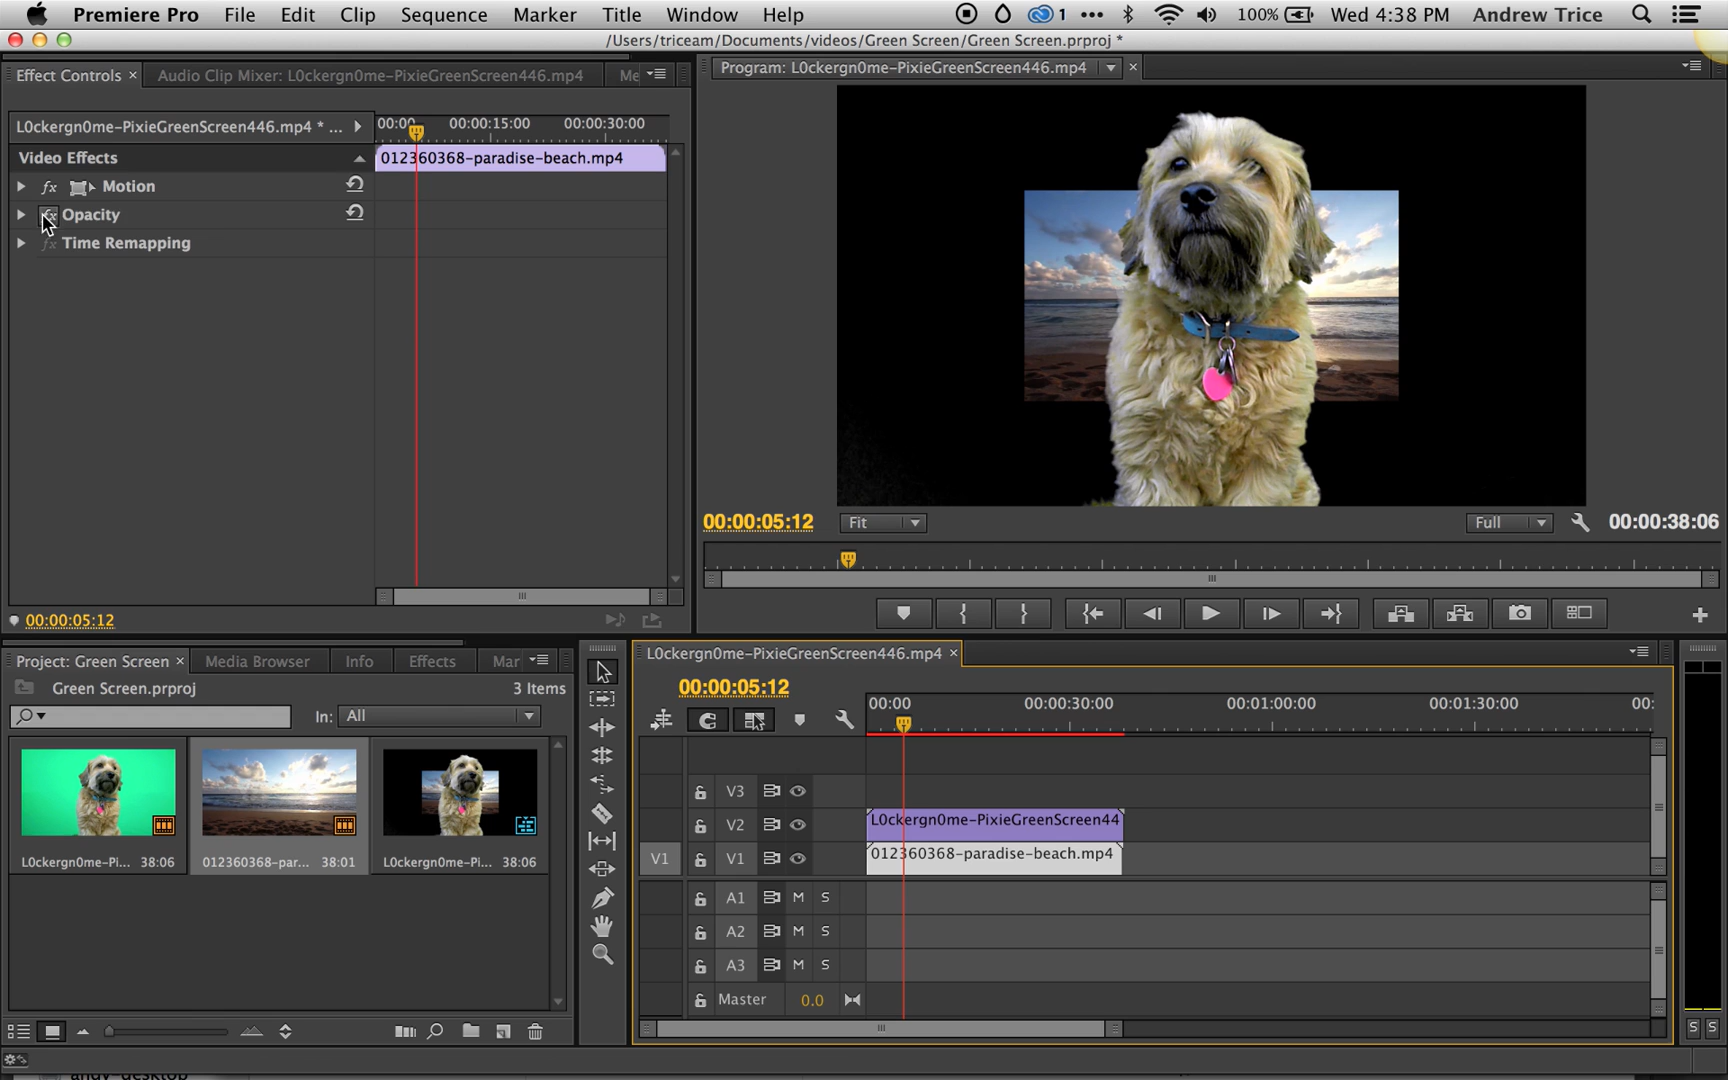 Premiere Pro File Edit Clip Sequence Marker Title Window Help 1 100% Wed 4:38 PM Andrew Trice
/Users/triceam/Documents/videos/Green Screen/Green Screen.prproj *
Effect Controls × Audio Clip Mixer: L0ckergn0me-PixieGreenScreen446.mp4 Me
Program: L0ckergn0me-PixieGreenScreen446.mp4 ×
L0ckergn0me-PixieGreenScreen446.mp4 * ... 00:00 00:00:15:00 00:00:30:00
Video Effects 012360368-paradise-beach.mp4
fx Motion
Opacity
fx Time Remapping
00:00:05:12 Fit Full 00:00:38:06
00:00:05:12
Project: Green Screen × Media Browser Info Effects Mar
Green Screen.prproj 3 Items
In: All
L0ckergn0me-Pi... 38:06 012360368-par... 38:01 L0ckergn0me-Pi... 38:06
L0ckergn0me-PixieGreenScreen446.mp4 ×
00:00:05:12 00:00 00:00:30:00 00:01:00:00 00:01:30:00 00:
V3
V2 L0ckergn0me-PixieGreenScreen44
V1 V1 012360368-paradise-beach.mp4
A1 M S
A2 M S
A3 M S
Master 0.0
S S